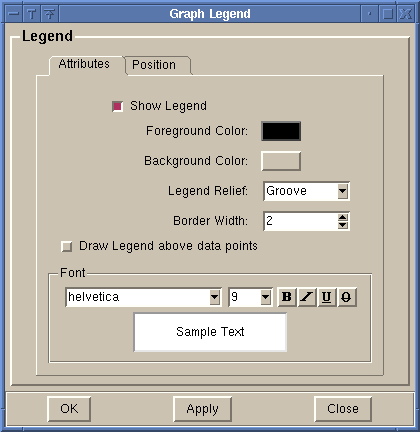 Graph Legend
Legend
Attributes Position
Show Legend
Foreground Color:
Background Color:
Legend Relief: Groove
Border Width: 2
Draw Legend above data points
Font
helvetica 9 B I U O
Sample Text
OK Apply Close